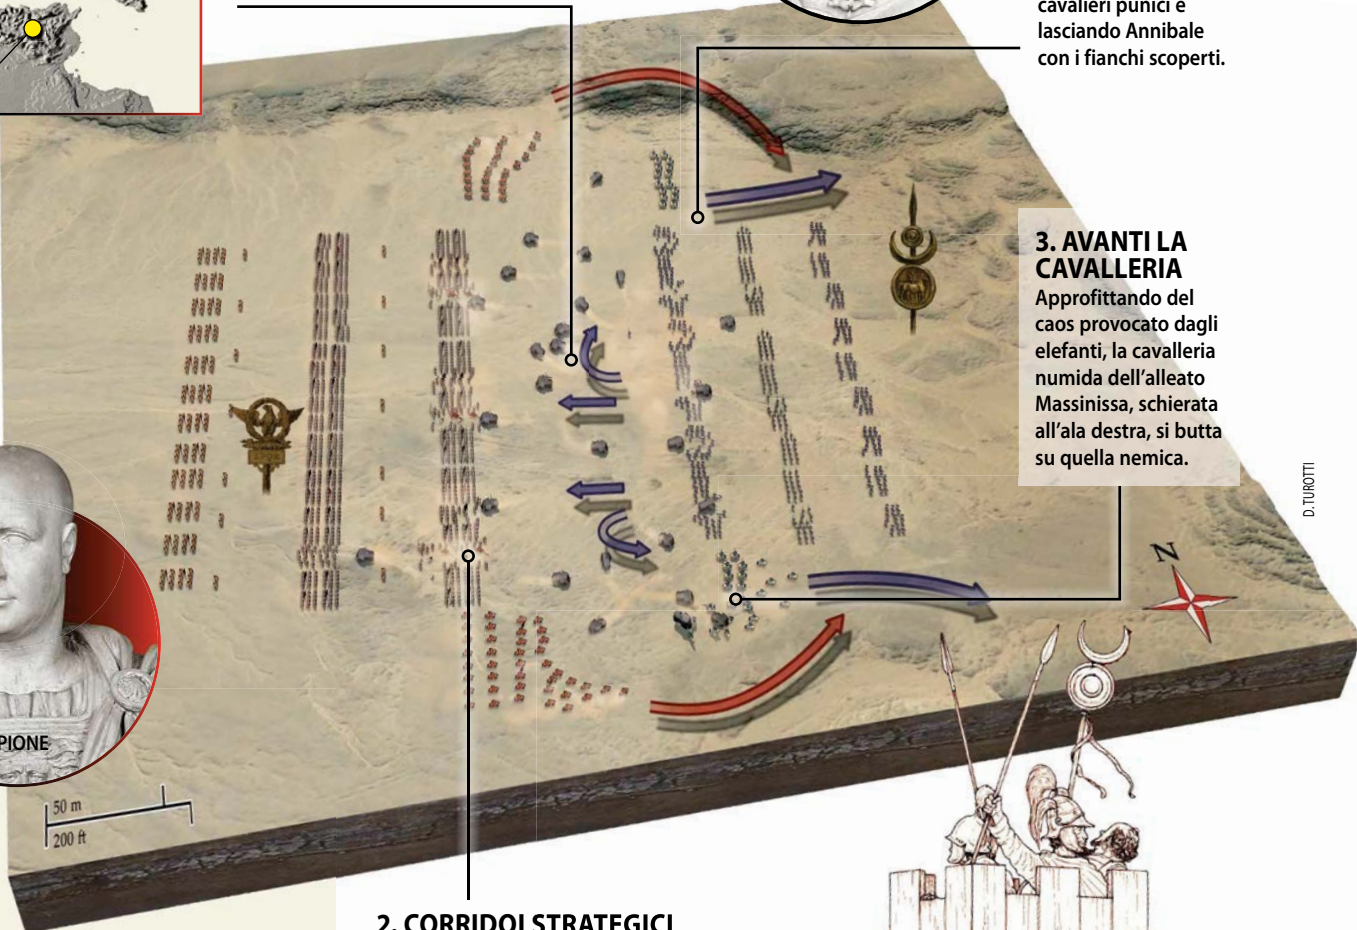 cavalieri punici e
lasciando Annibale
con i fianchi scoperti.
3. AVANTI LA
CAVALLERIA
Approfittando del
caos provocato dagli
elefanti, la cavalleria
numida dell'alleato
Massinissa, schierata
all'ala destra, si butta
su quella nemica.
D. TUROTTI
N
PIONE
50 m
200 ft
2. CORRIDOI STRATEGICI